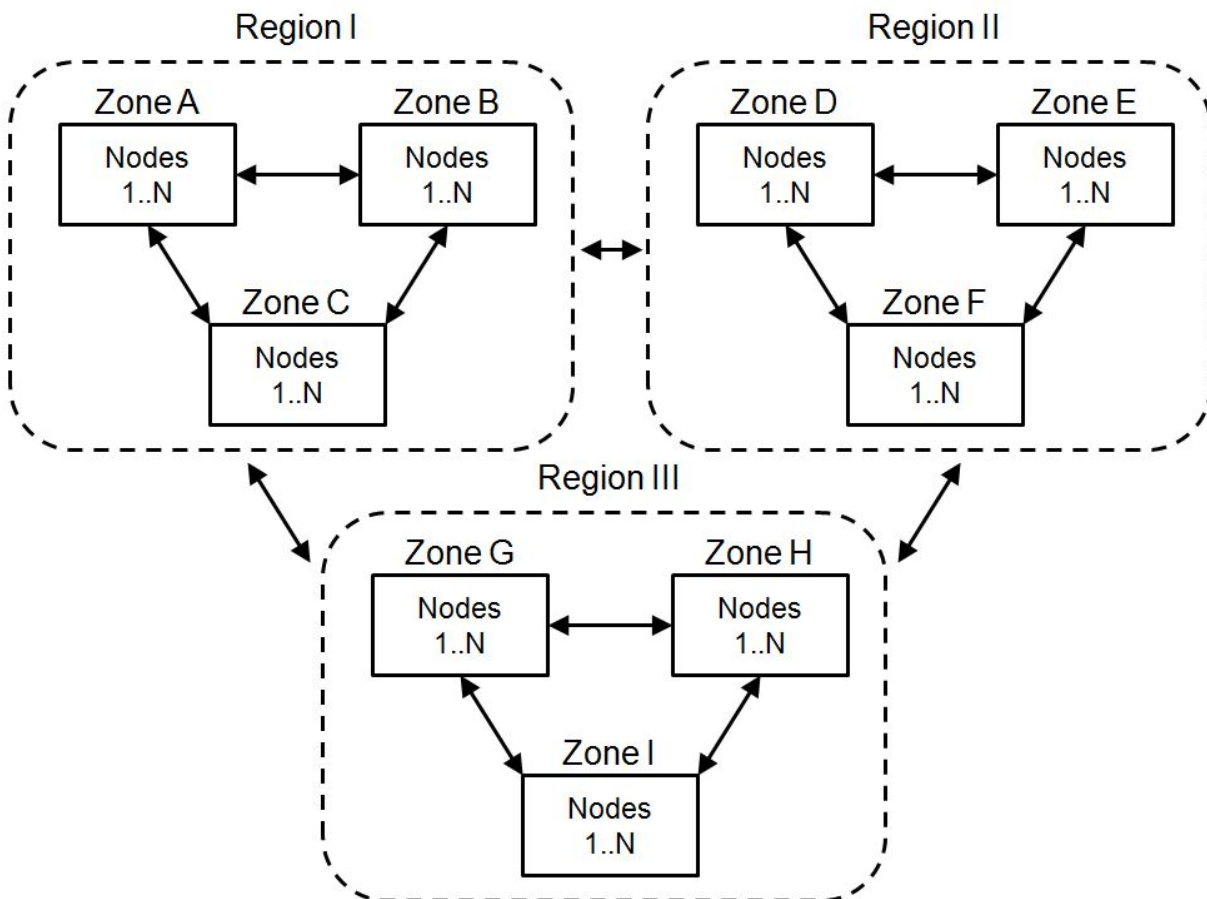 Region I
Zone A
Nodes
1..N
Zone B
Nodes
1..N
Zone C
Nodes
1..N
Region II
Zone D
Nodes
1..N
Zone E
Nodes
1..N
Zone F
Nodes
1..N
Region III
Zone G
Nodes
1..N
Zone H
Nodes
1..N
Zone I
Nodes
1..N